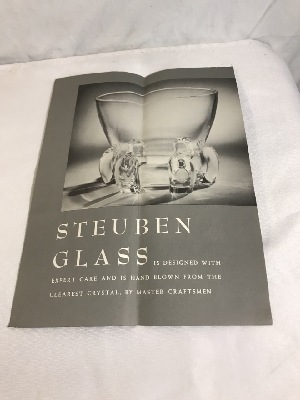 STEUBEN
GLASS IS DESIGNED WITH
EXPERT CARE AND IS HAND BLOWN FROM THE
CLEAREST CRYSTAL, BY MASTER CRAFTSMEN